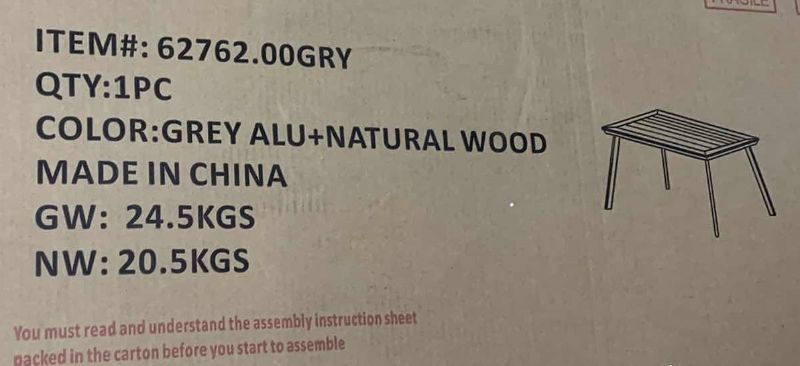 FRAGILE
ITEM#: 62762.00GRY
QTY:1PC
COLOR:GREY ALU+NATURAL WOOD
MADE IN CHINA
GW: 24.5KGS
NW: 20.5KGS
You must read and understand the assembly instruction sheet
packed in the carton before you start to assemble